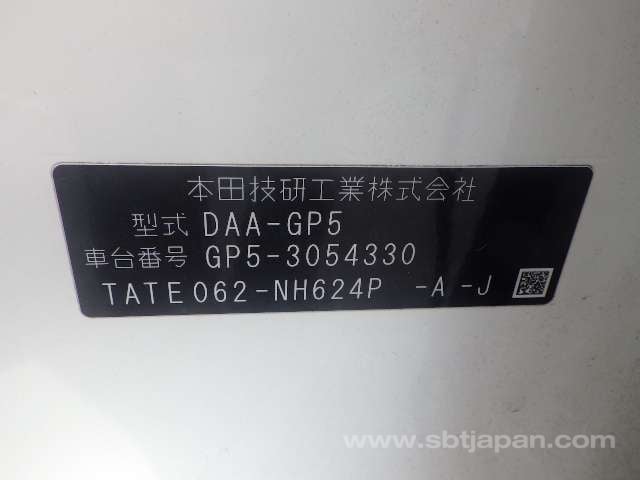 本田技研工業株式会社
型式 DAA-GP5
車台番号 GP5-3054330
TATE062-NH624P -A -J
www.sbtjapan.com